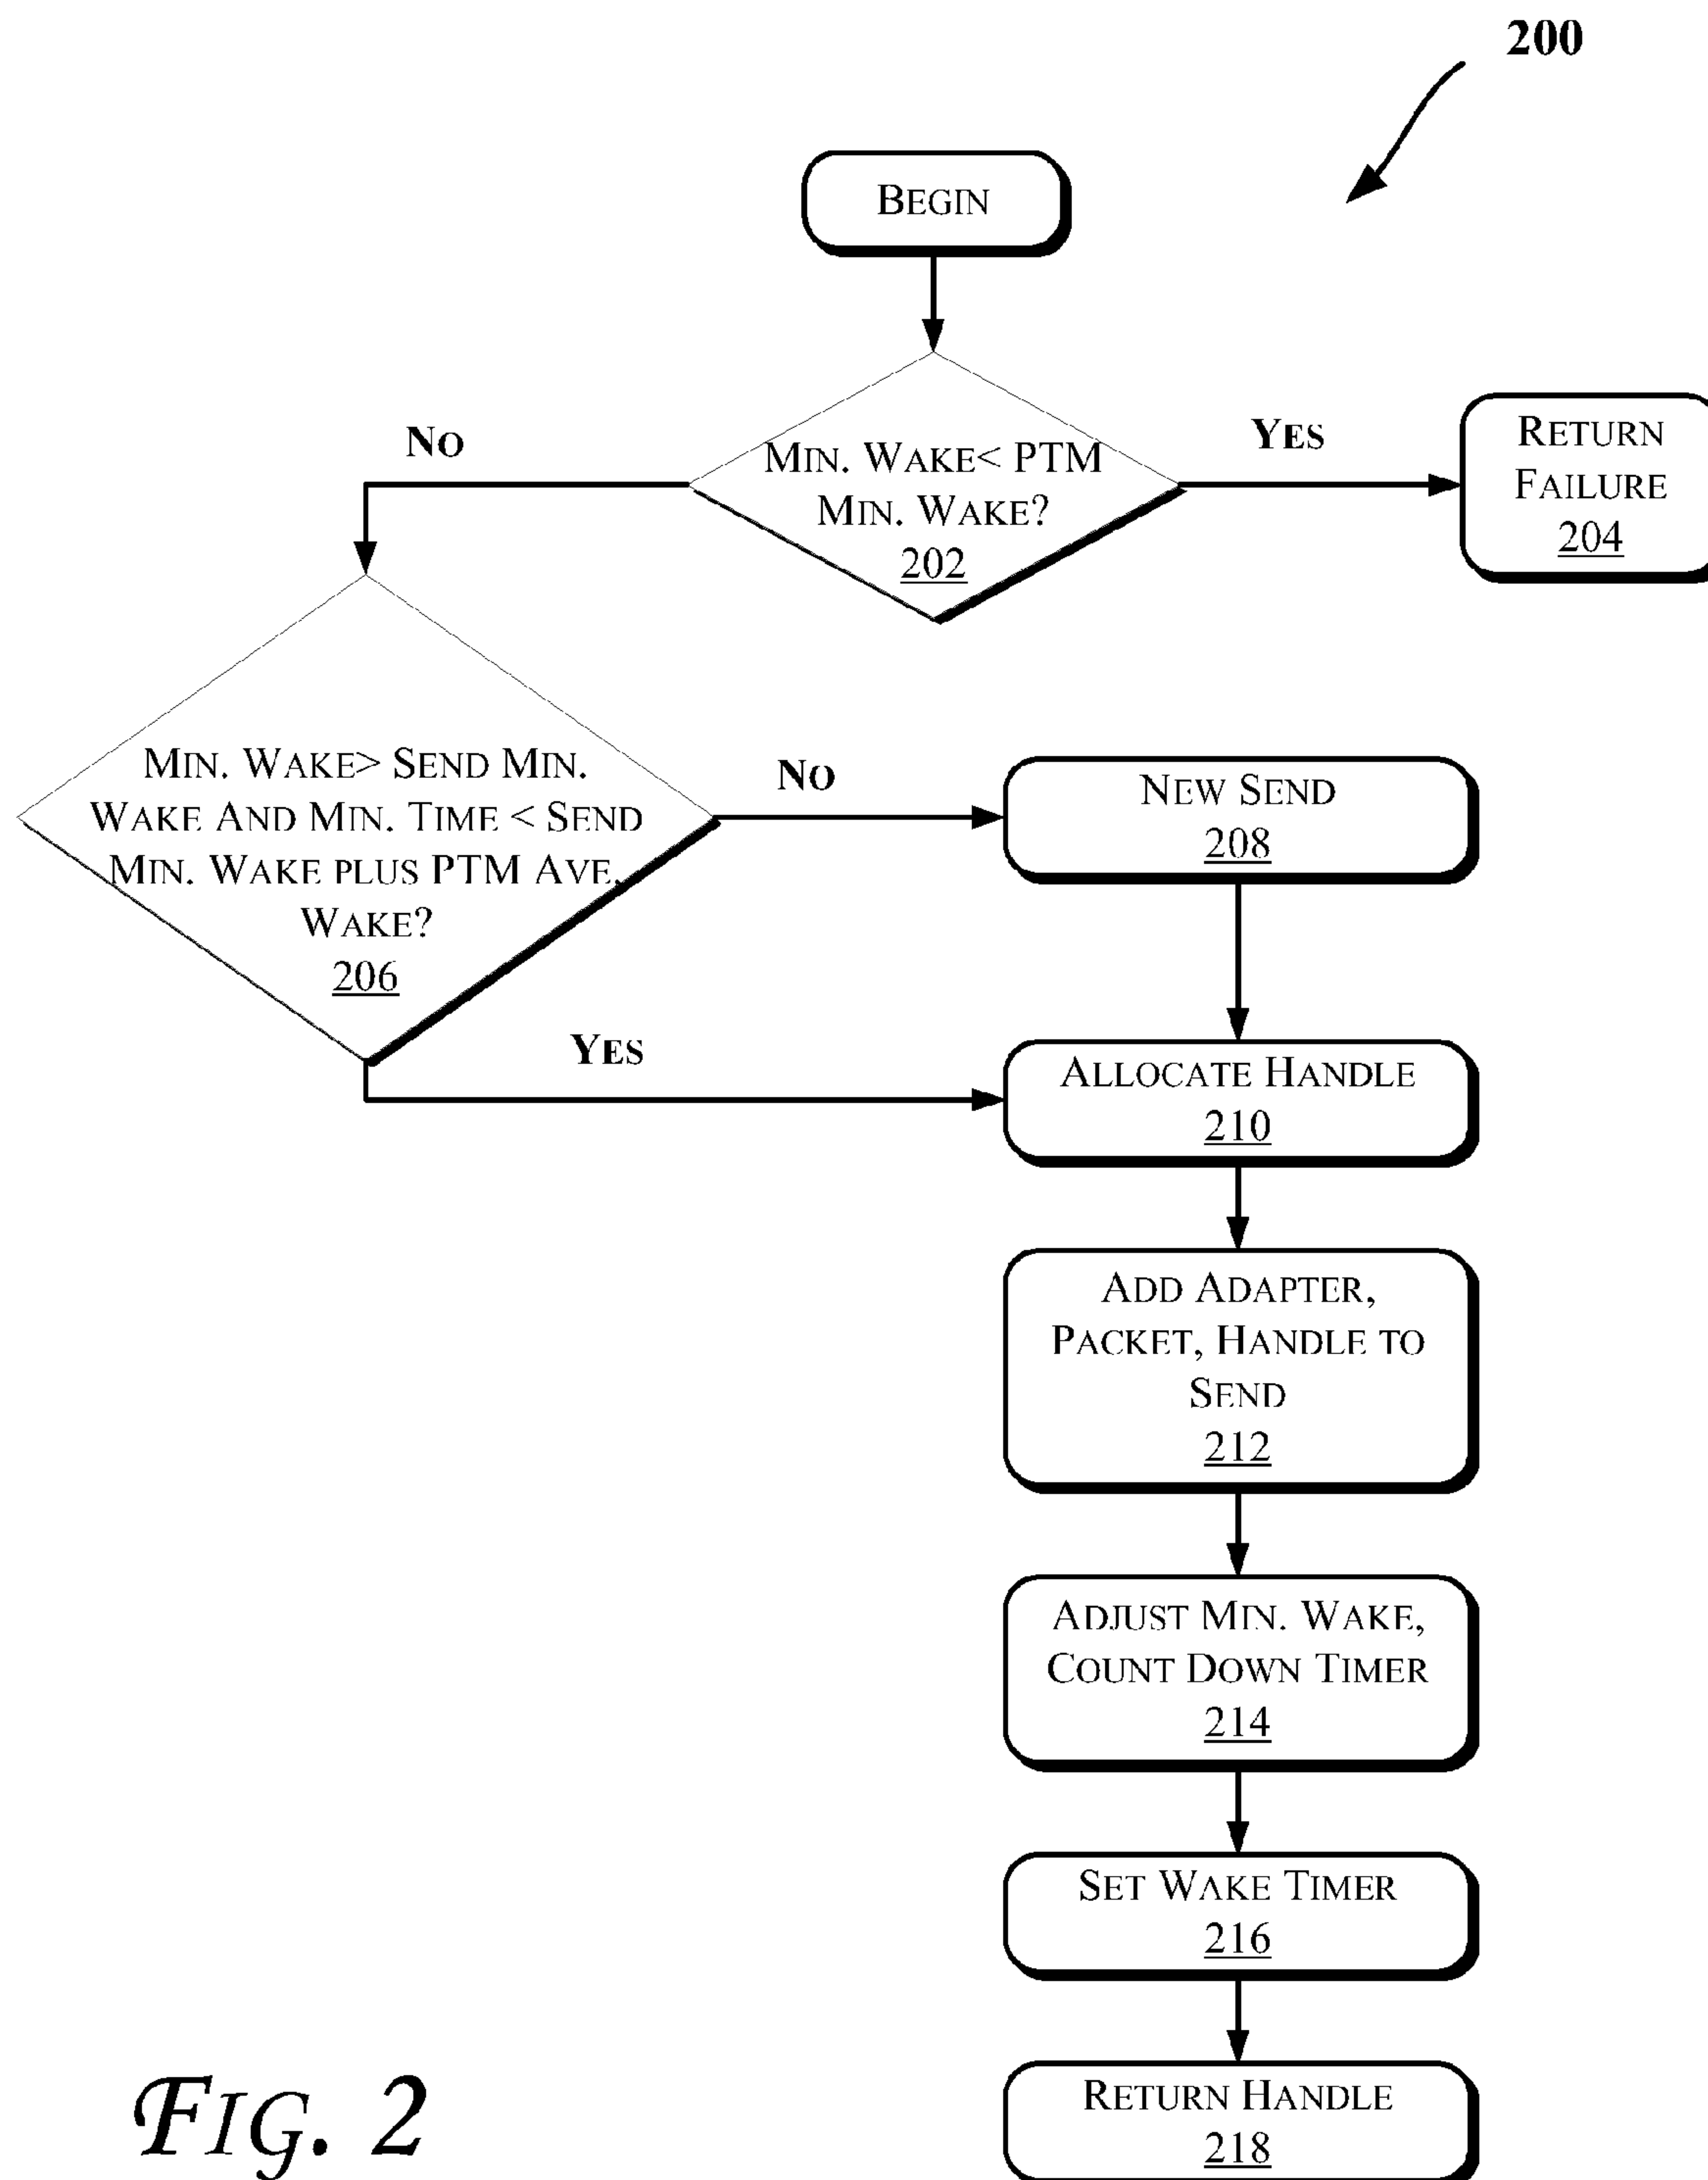 200
BEGIN
NO
MIN. WAKE< PTM
MIN. WAKE?
202
YES
RETURN
FAILURE
204
MIN. WAKE> SEND MIN.
WAKE AND MIN. TIME < SEND
MIN. WAKE PLUS PTM AVE.
WAKE?
206
NO
NEW SEND
208
YES
ALLOCATE HANDLE
210
ADD ADAPTER,
PACKET, HANDLE TO
SEND
212
ADJUST MIN. WAKE,
COUNT DOWN TIMER
214
SET WAKE TIMER
216
RETURN HANDLE
218
FIG. 2